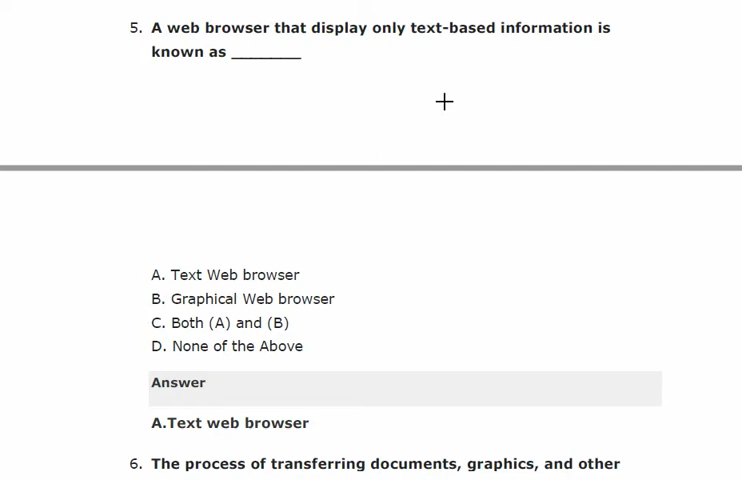 5. A web browser that display only text-based information is
known as _______
A. Text Web browser
B. Graphical Web browser
C. Both (A) and (B)
D. None of the Above
Answer
A.Text web browser
6. The process of transferring documents, graphics, and other